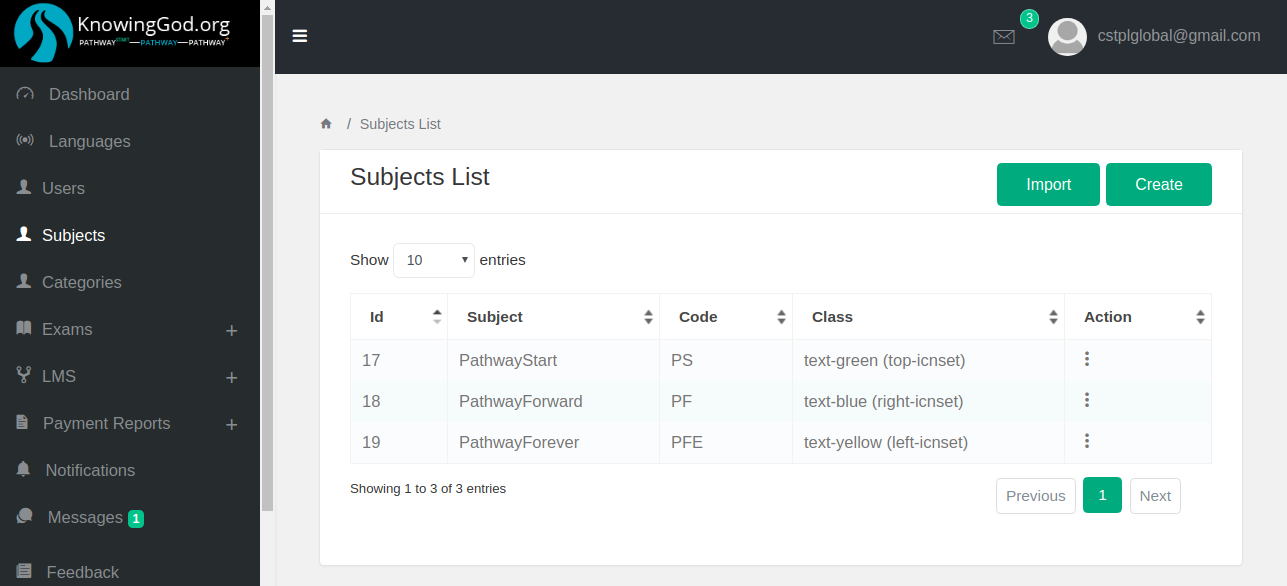 KnowingGod.org
PATHWAYSTART—PATHWAY—PATHWAY+
Dashboard
Languages
Users
Subjects
Categories
Exams +
LMS +
Payment Reports +
Notifications
Messages 1
Feedback
3
cstplglobal@gmail.com
/ Subjects List
Subjects List
Import Create
Show 10 entries
Id Subject Code Class Action
17 PathwayStart PS text-green (top-icnset)
18 PathwayForward PF text-blue (right-icnset)
19 PathwayForever PFE text-yellow (left-icnset)
Showing 1 to 3 of 3 entries
Previous 1 Next